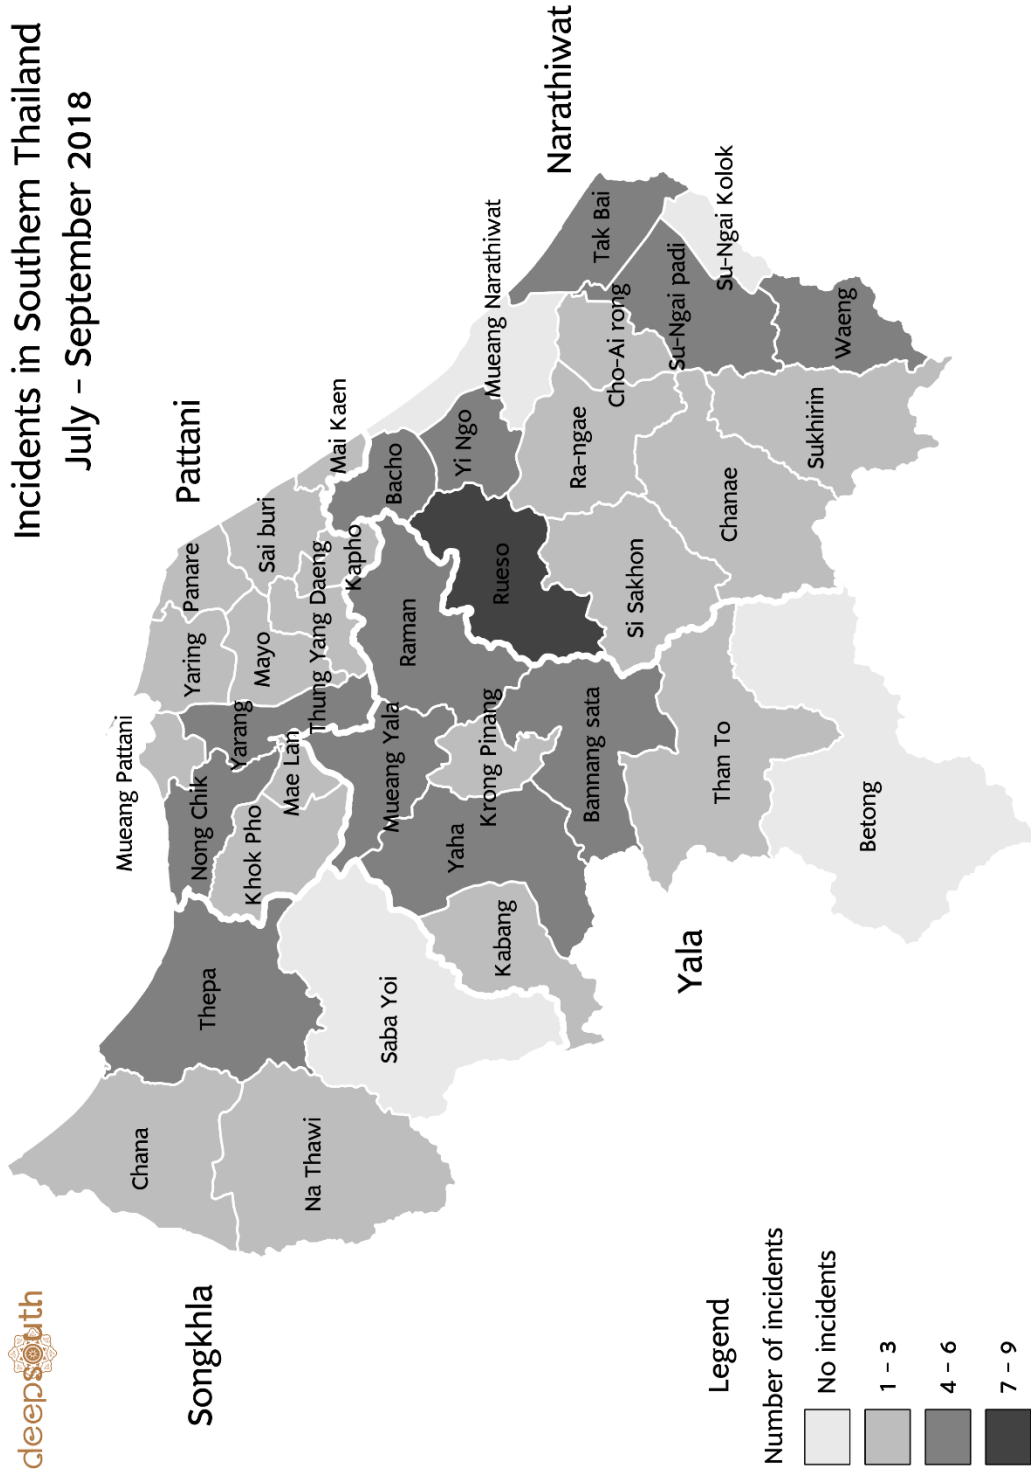 deepsouth
Incidents in Southern Thailand
July – September 2018
Songkhla
Pattani
Narathiwat
Yala
Chana
Na Thawi
Thepa
Saba Yoi
Mueang Pattani
Nong Chik
Khok Pho
Mae Lan
Yarang
Yaring
Mayo
Thung Yang Daeng
Panare
Sai buri
Kapho
Mai Kaen
Mueang Yala
Raman
Krong Pinang
Yaha
Kabang
Bannang sata
Than To
Betong
Bacho
Yi Ngo
Rueso
Mueang Narathiwat
Ra-ngae
Si Sakhon
Chanae
Cho-Ai rong
Tak Bai
Su-Ngai padi
Su-Ngai Kolok
Waeng
Sukhirin
Legend
Number of incidents
No incidents
1 - 3
4 - 6
7 - 9